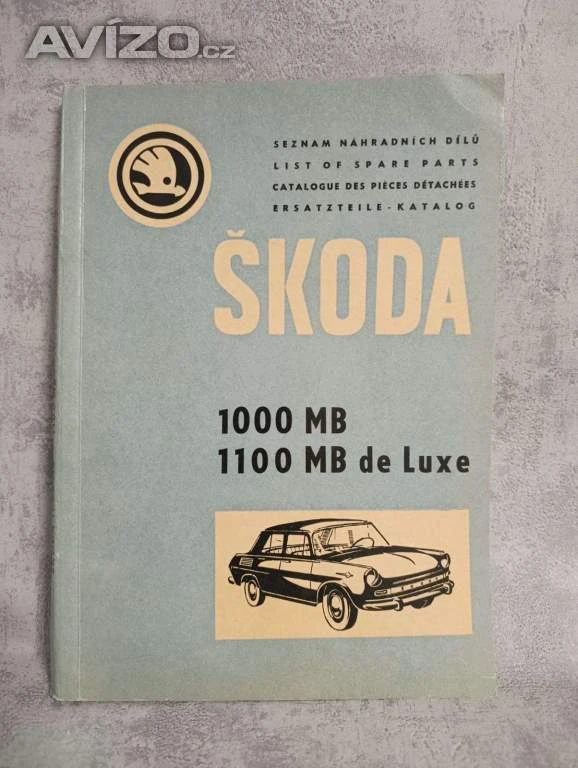 AVÍZO.cz
SEZNAM NÁHRADNÍCH DÍLŮ
LIST OF SPARE PARTS
CATALOGUE DES PIÈCES DÉTACHÉES
ERSATZTEILE - KATALOG
ŠKODA
1000 MB
1100 MB de Luxe